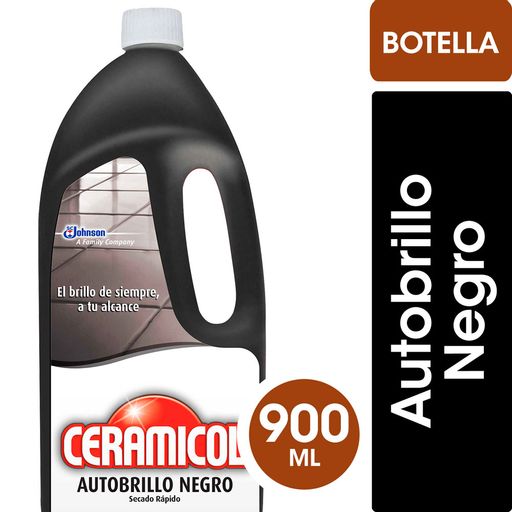 BOTELLA
Autobrillo
Negro
SC Johnson
A Family Company
El brillo de siempre,
a tu alcance
CERAMICOL
AUTOBRILLO NEGRO
Secado Rápido
900
ML